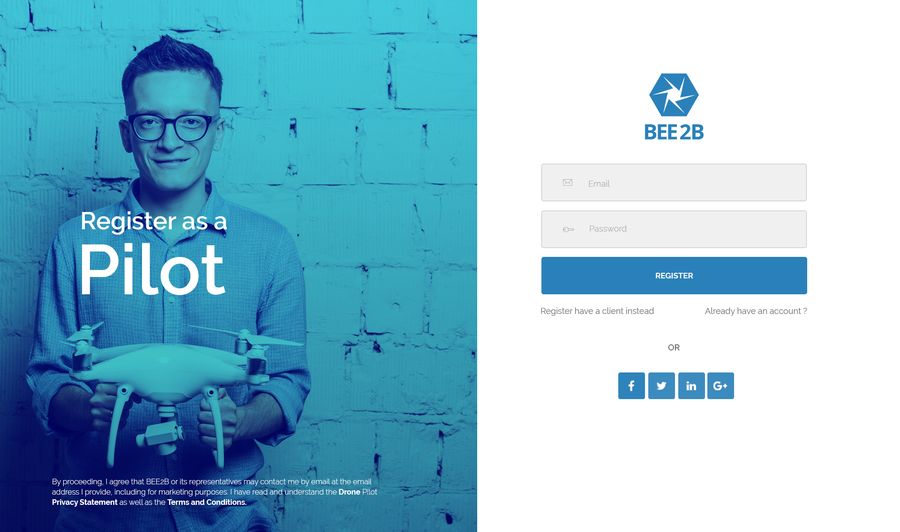 Register as a
Pilot
By proceeding, I agree that BEE2B or its representatives may contact me by email at the email
address I provide, including for marketing purposes. I have read and understand the Drone Pilot
Privacy Statement as well as the Terms and Conditions.
BEE2B
Email
Password
REGISTER
Register have a client instead
Already have an account ?
OR
f
in
G+